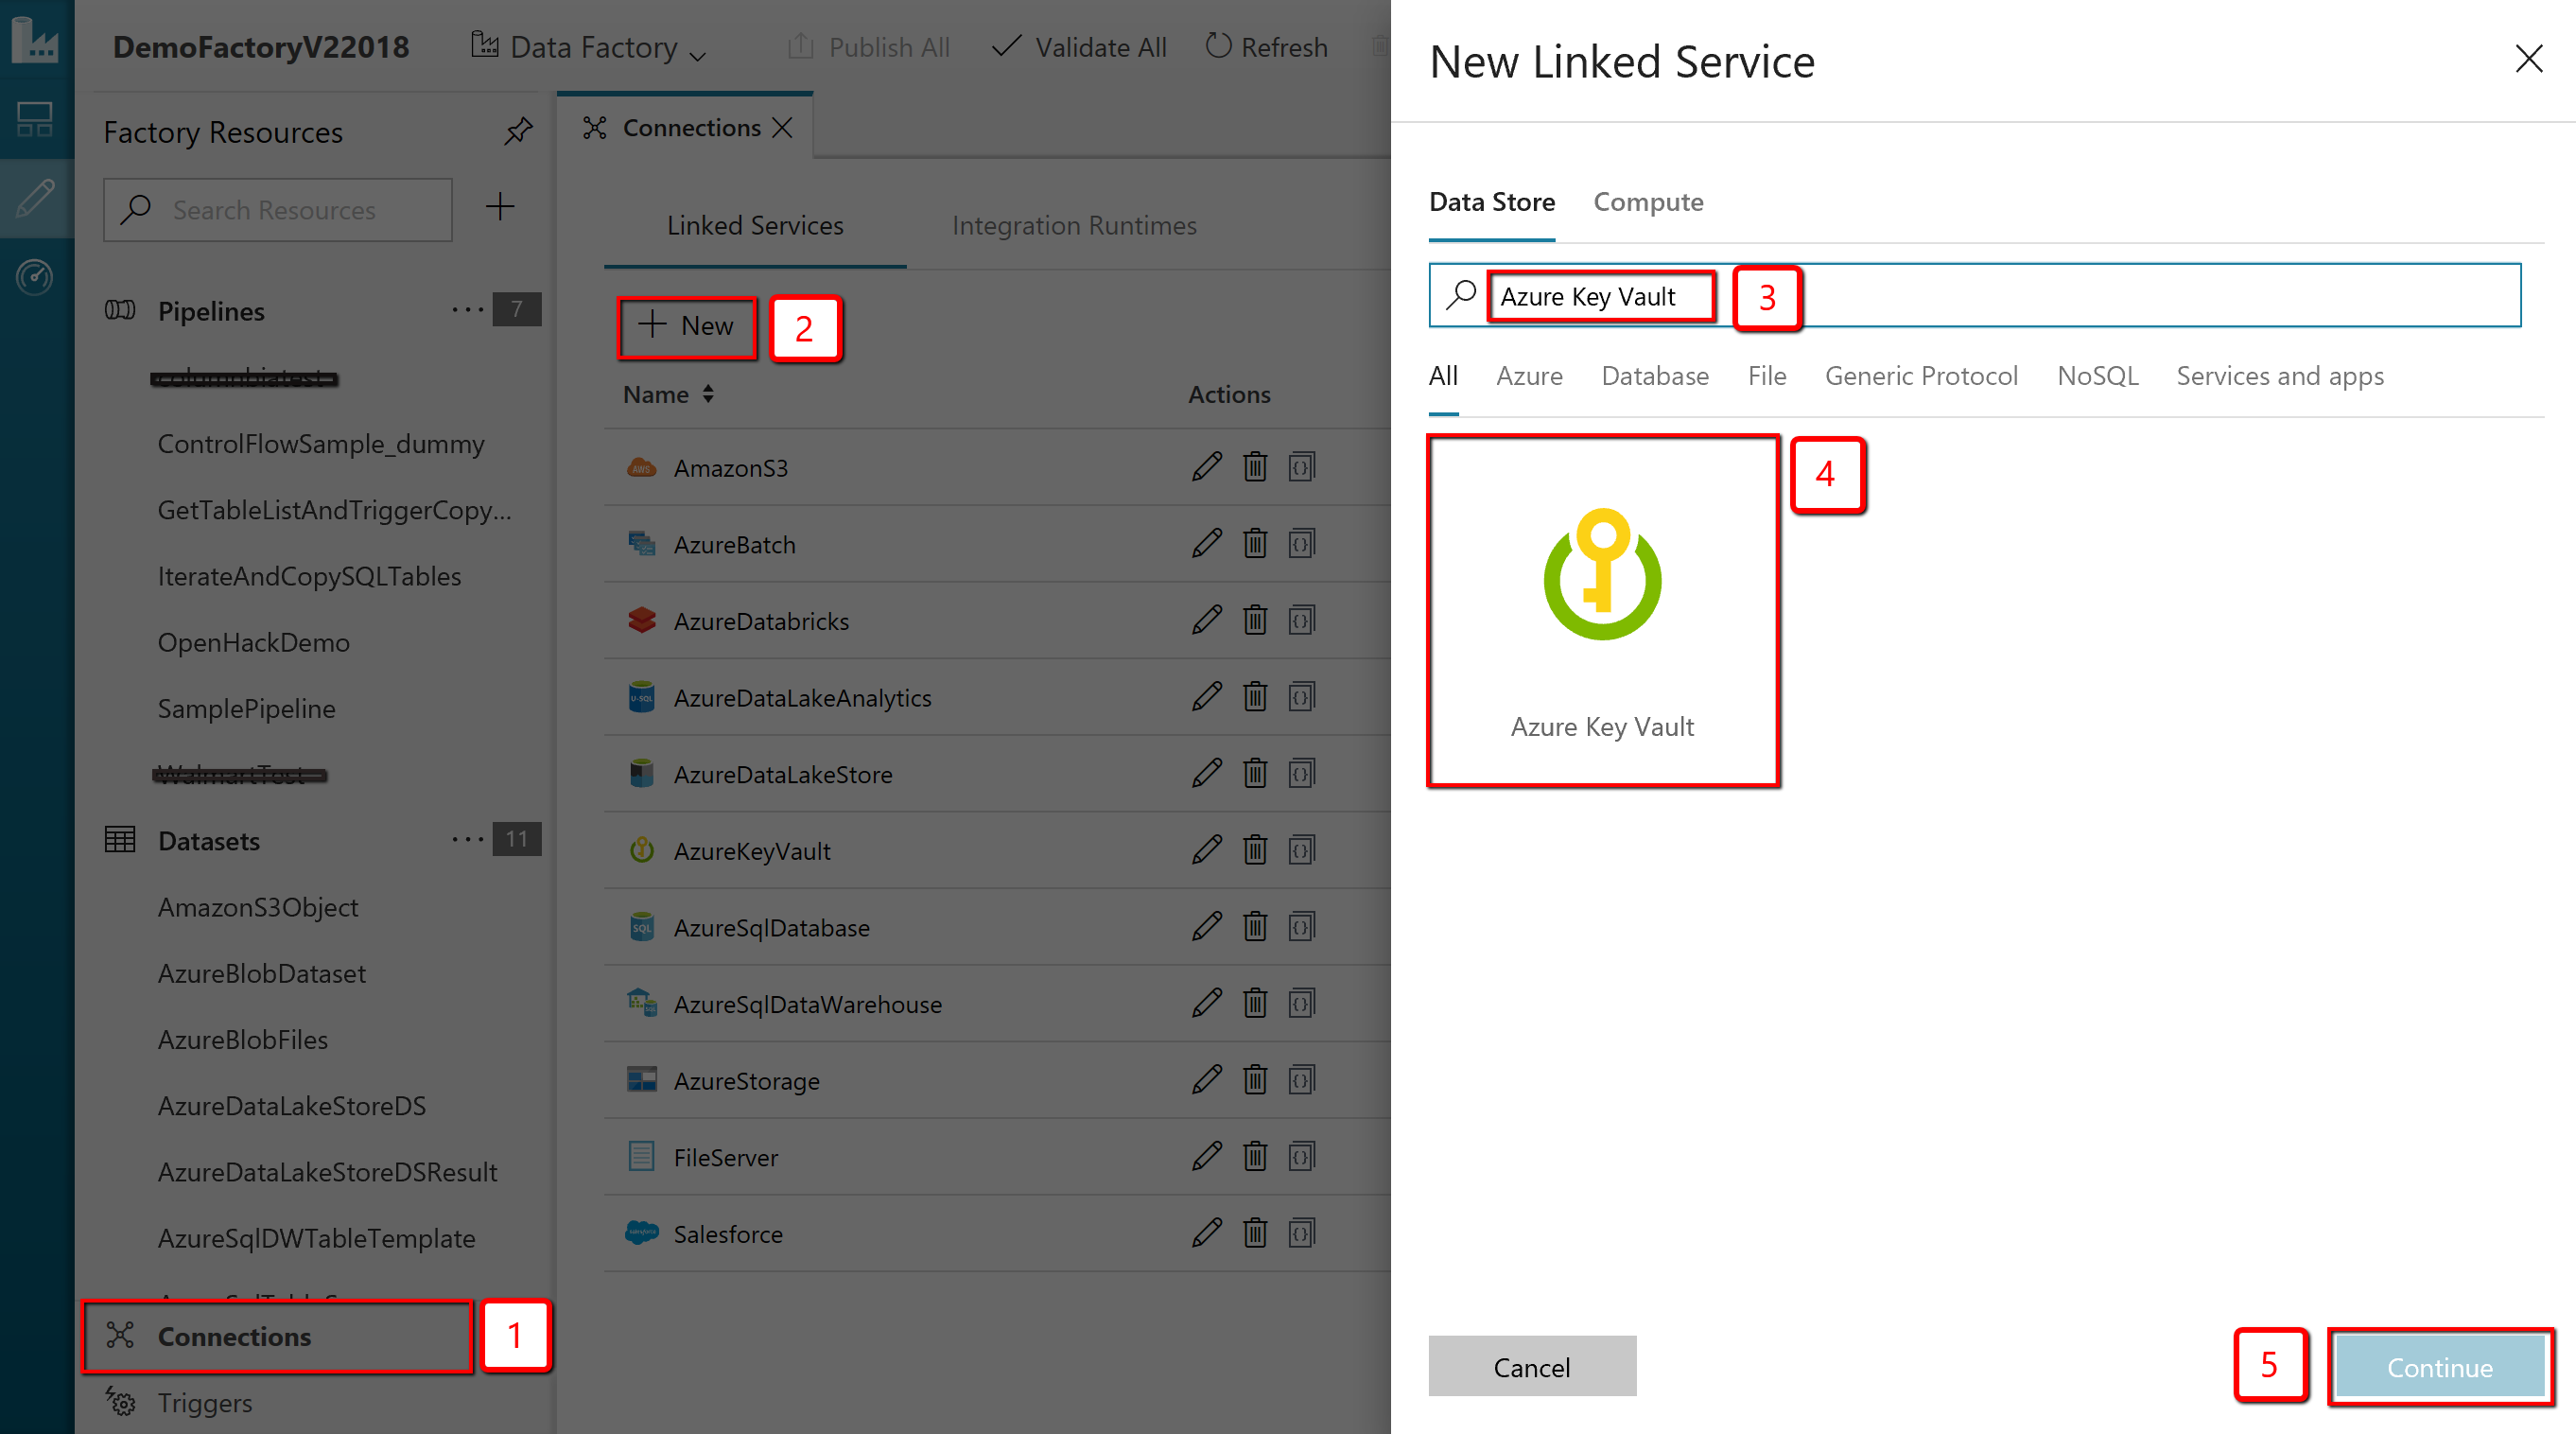 DemoFactoryV22018
Data Factory
Publish All
Validate All
Refresh
Factory Resources
Search Resources
Pipelines
7
ControlFlowSample_dummy
GetTableListAndTriggerCopy...
IterateAndCopySQLTables
OpenHackDemo
SamplePipeline
WalmartTest
Datasets
11
AmazonS3Object
AzureBlobDataset
AzureBlobFiles
AzureDataLakeStoreDS
AzureDataLakeStoreDSResult
AzureSqlDWTableTemplate
Connections
1
Triggers
Connections
Linked Services
Integration Runtimes
New
2
Name
Actions
AmazonS3
AzureBatch
AzureDatabricks
AzureDataLakeAnalytics
AzureDataLakeStore
AzureKeyVault
AzureSqlDatabase
AzureSqlDataWarehouse
AzureStorage
FileServer
Salesforce
New Linked Service
Data Store
Compute
Azure Key Vault
3
All
Azure
Database
File
Generic Protocol
NoSQL
Services and apps
4
Azure Key Vault
Cancel
5
Continue